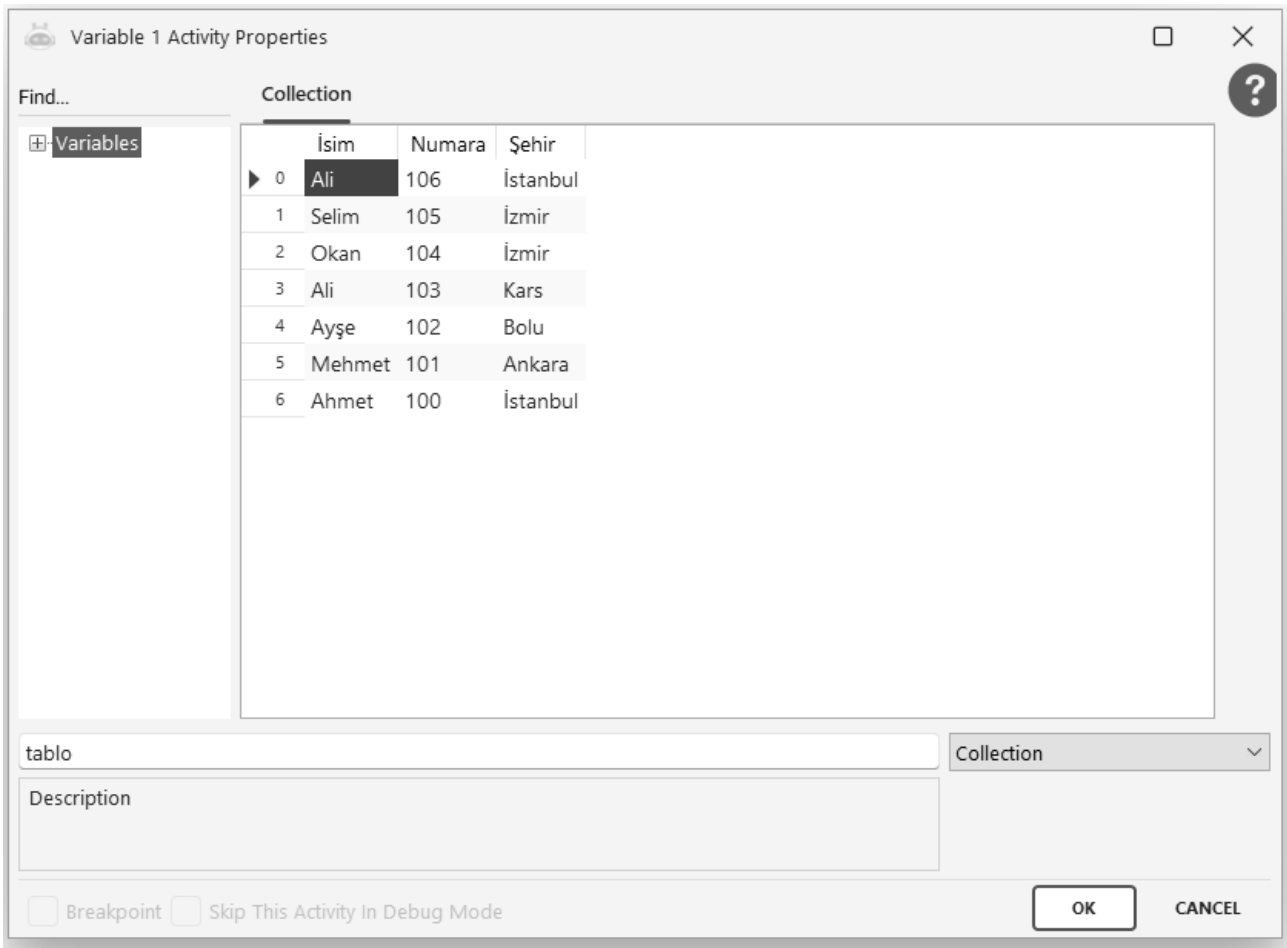 Variable 1 Activity Properties
Find...
Collection
?
Variables
İsim Numara Şehir
0 Ali 106 İstanbul
1 Selim 105 İzmir
2 Okan 104 İzmir
3 Ali 103 Kars
4 Ayşe 102 Bolu
5 Mehmet 101 Ankara
6 Ahmet 100 İstanbul
tablo Collection
Description
Breakpoint Skip This Activity In Debug Mode OK CANCEL